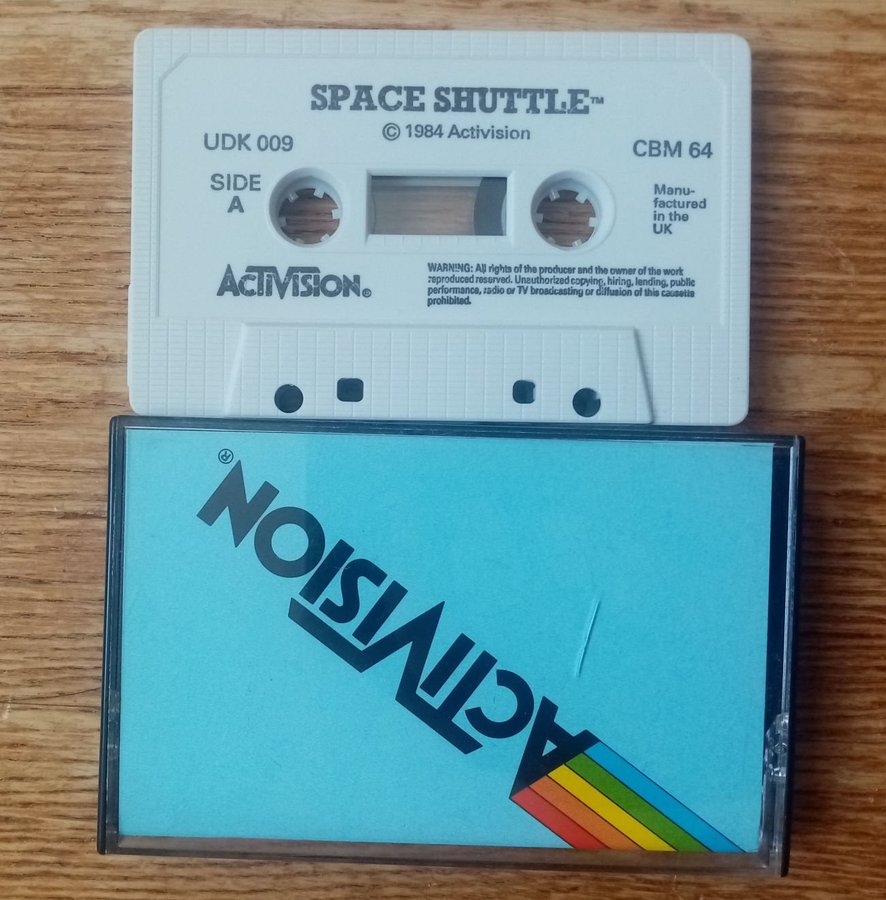 SPACE SHUTTLE™
© 1984 Activision
UDK 009
CBM 64
SIDE
A
Manu-
factured
in the
UK
ACTIVISION®
WARNING: All rights of the producer and the owner of the work
reproduced reserved. Unauthorized copying, hiring, lending, public
performance, radio or TV broadcasting or diffusion of this cassette
prohibited.
ACTIVISION®